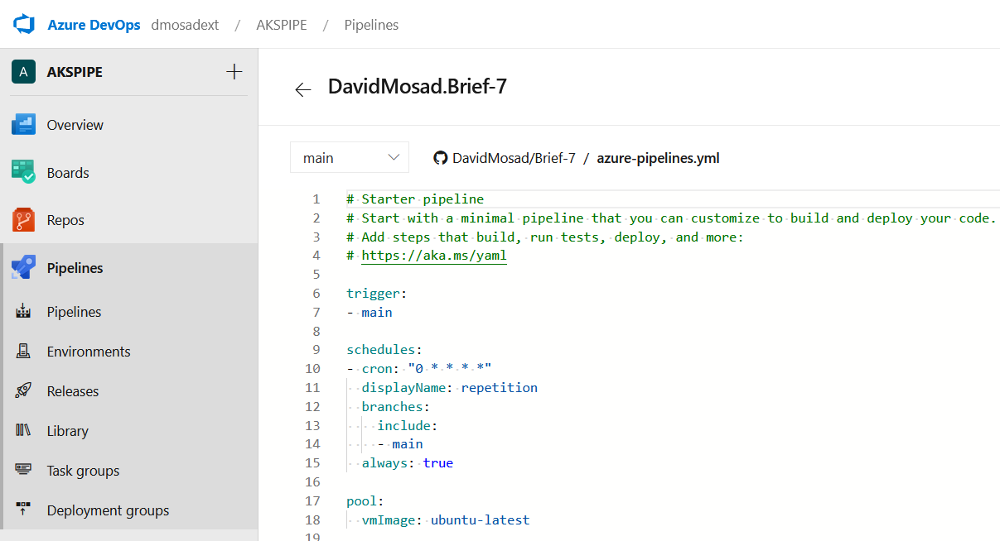 Azure DevOps dmosadext / AKSPIPE / Pipelines
A AKSPIPE +
Overview
Boards
Repos
Pipelines
Pipelines
Environments
Releases
Library
Task groups
Deployment groups
DavidMosad.Brief-7
main DavidMosad/Brief-7 / azure-pipelines.yml
1 # Starter pipeline
2 # Start with a minimal pipeline that you can customize to build and deploy your code.
3 # Add steps that build, run tests, deploy, and more:
4 # https://aka.ms/yaml
5
6 trigger:
7 - main
8
9 schedules:
10 - cron: "0 * * * *"
11   displayName: repetition
12   branches:
13     include:
14     - main
15   always: true
16
17 pool:
18   vmImage: ubuntu-latest
19